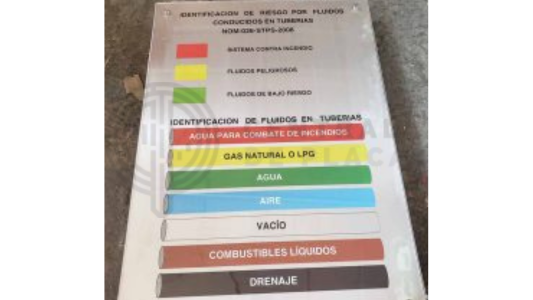 IDENTIFICACION DE RIESGO POR FLUIDOS
CONDUCIDOS EN TUBERIAS
NOM-026-STPS-2008
SISTEMA CONTRA INCENDIO
FLUIDOS PELIGROSOS
FLUIDOS DE BAJO RIESGO
IDENTIFICACION DE FLUIDOS EN TUBERIAS
AGUA PARA COMBATE DE INCENDIOS
GAS NATURAL O LPG
AGUA
AIRE
VACÍO
COMBUSTIBLES LÍQUIDOS
DRENAJE